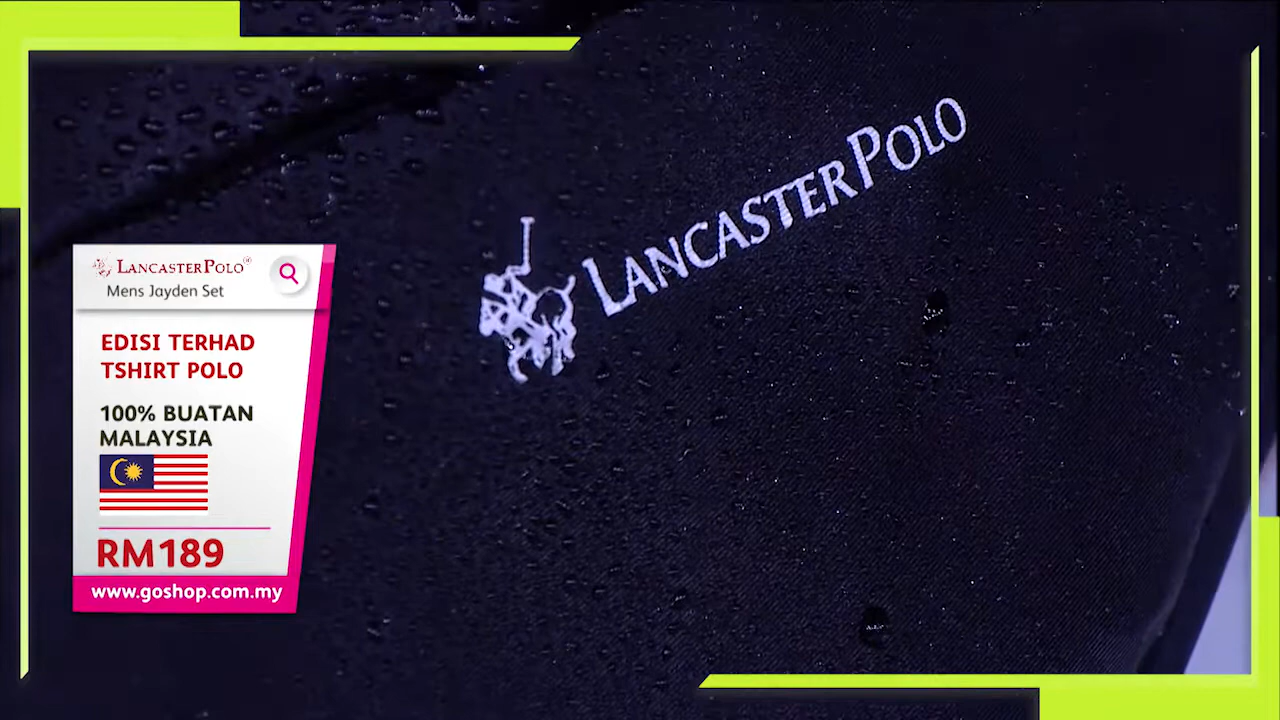 LANCASTERPOLO
LANCASTERPOLO®
Mens Jayden Set
EDISI TERHAD
TSHIRT POLO
100% BUATAN
MALAYSIA
RM189
www.goshop.com.my